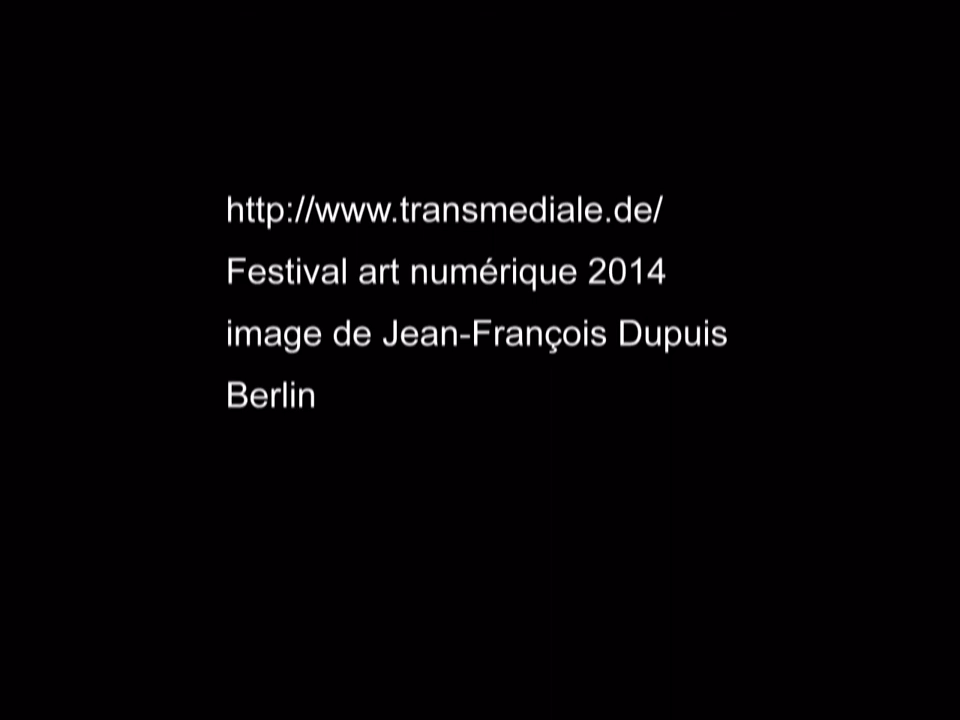 http://www.transmediale.de/
Festival art numérique 2014
image de Jean-François Dupuis
Berlin